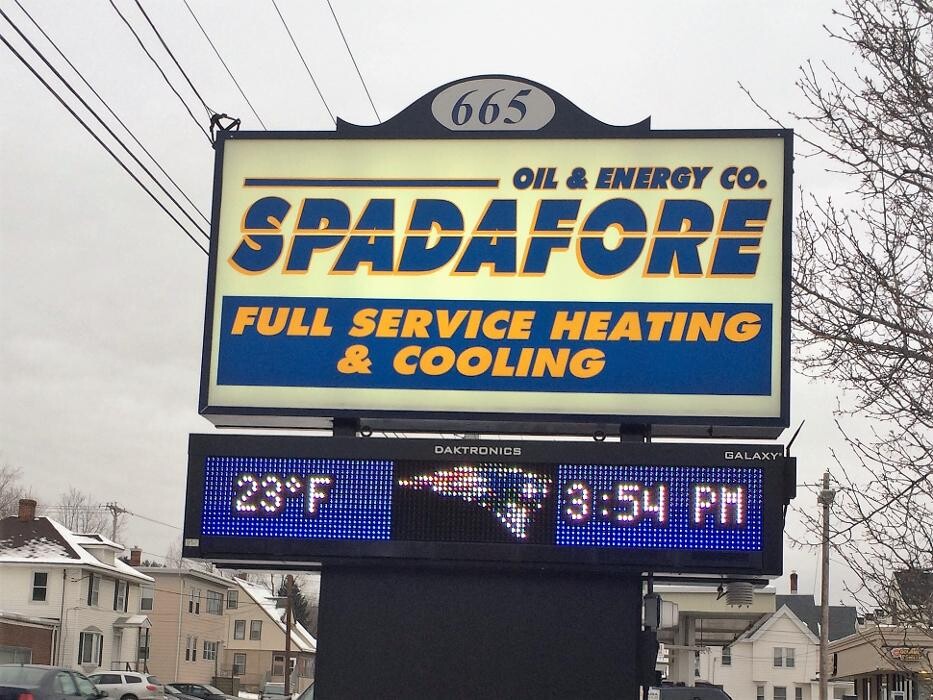 665
OIL & ENERGY CO.
SPADAFORE
FULL SERVICE HEATING
& COOLING
DAKTRONICS
GALAXY
23°F
3:54 PM